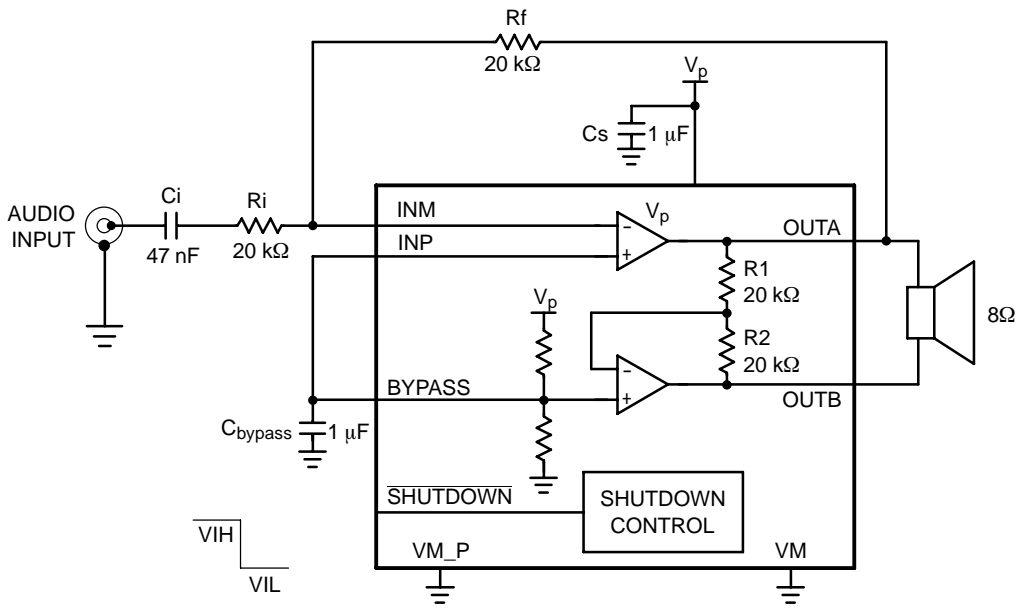 Rf
20 kΩ
Vp
Cs
1 μF
AUDIO
INPUT
Ci
47 nF
Ri
20 kΩ
INM
INP
Vp
OUTA
R1
20 kΩ
Vp
R2
20 kΩ
8Ω
BYPASS
OUTB
Cbypass
1 μF
SHUTDOWN
SHUTDOWN
CONTROL
VIH
VIL
VM_P
VM